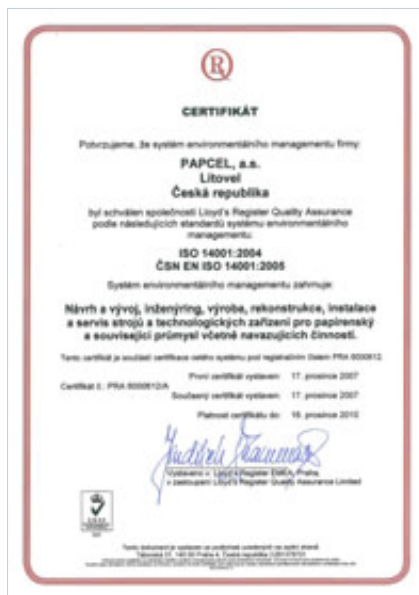 CERTIFIKÁT
Potvrzujeme, že systém environmentálního managementu firmy:
PAPCEL, a.s.
Litovel
Česká republika
byl schválen společností Lloyd's Register Quality Assurance
podle následujících standardů systému environmentálního
managementu:
ISO 14001:2004
ČSN EN ISO 14001:2005
Systém environmentálního managementu zahrnuje:
Návrh a vývoj, inženýring, výroba, rekonstrukce, instalace
a servis strojů a technologických zařízení pro papírenský
a související průmysl včetně navazujících činností.
Tento certifikát je součástí certifikace celého systému pod registračním číslem PRA
První certifikát vystaven: 17. prosince 2007
Certifikát č.: PRA
Současný certifikát vystaven: 17. prosince 2007
Platnost certifikátu do: 16. prosince 2010
Vystaveno v: Lloyd's Register EMEA, Praha,
v zastoupení Lloyd's Register Quality Assurance Limited